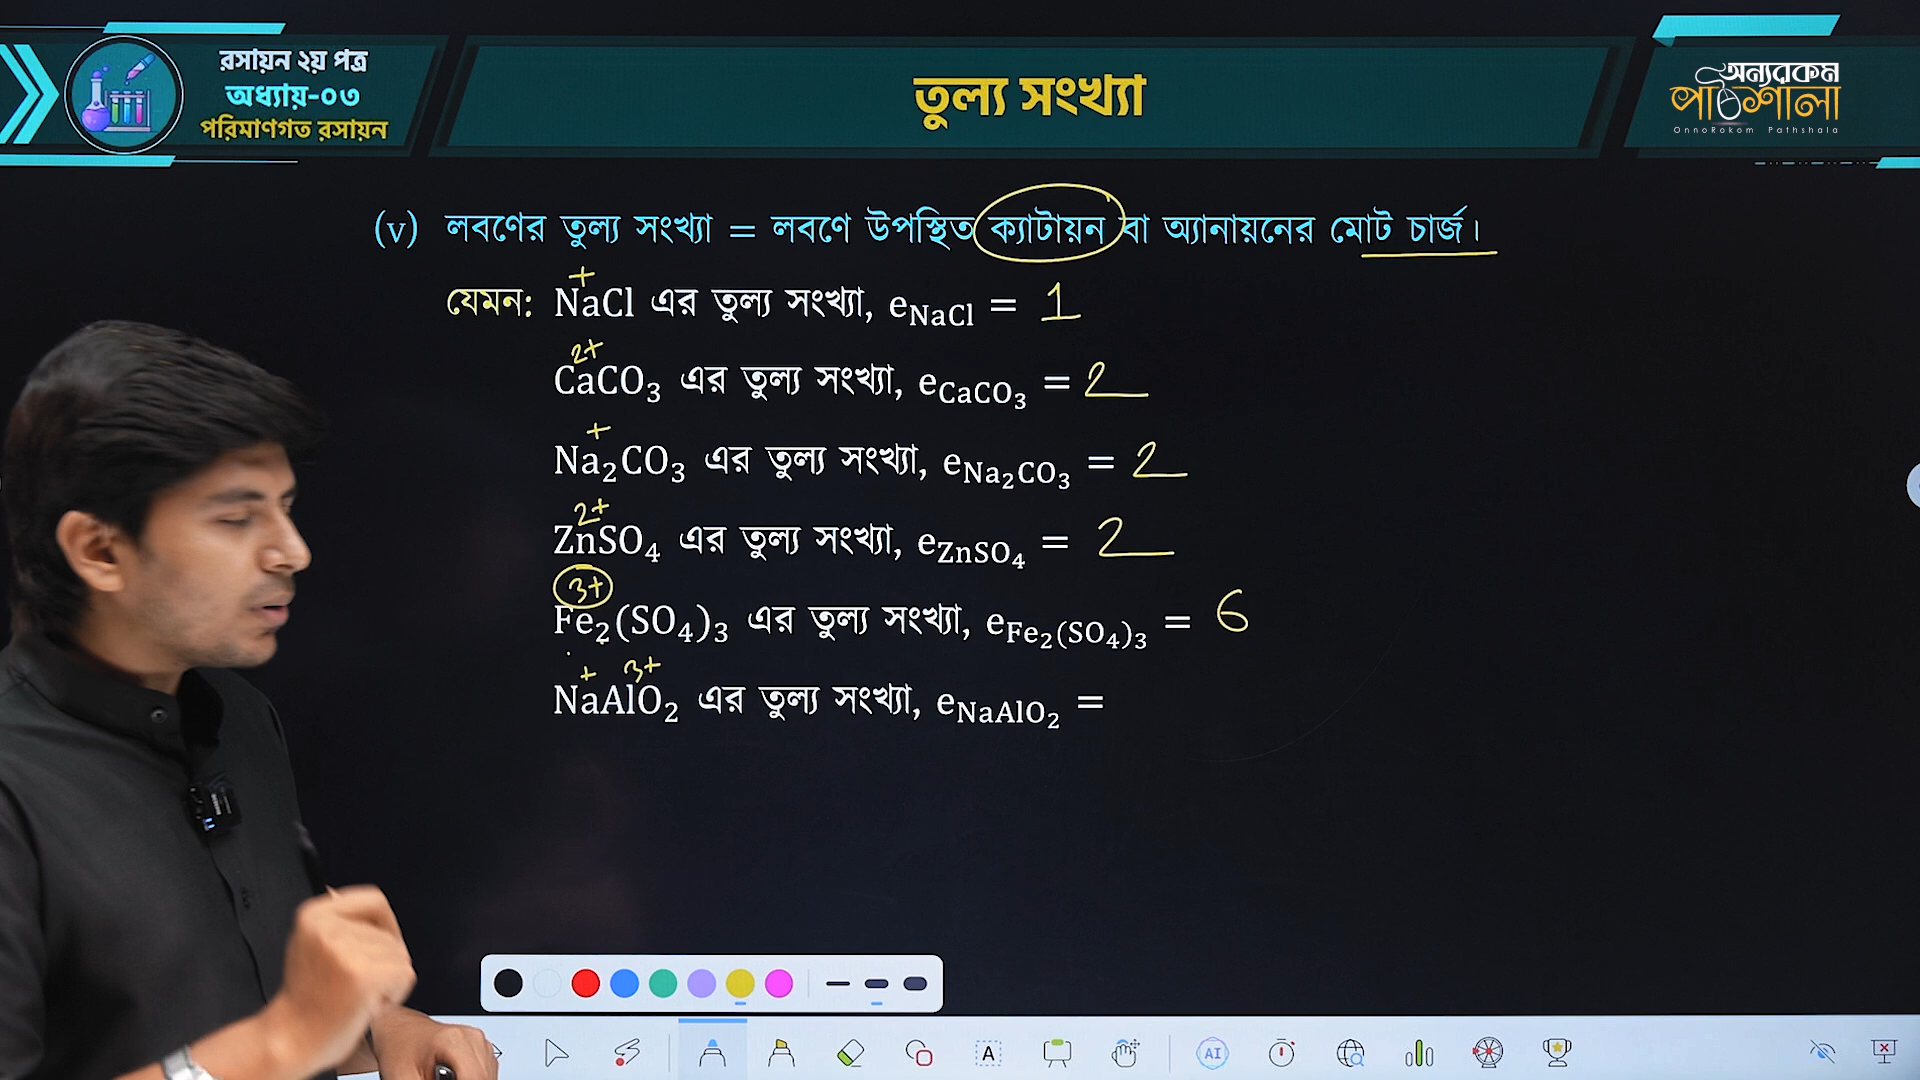 রসায়ন ২য় পত্র
অধ্যায়-০৩
পরিমাণগত রসায়ন
তুল্য সংখ্যা
অন্যরকম
পাঠশালা
OnnoRokom Pathshala
(v) লবণের তুল্য সংখ্যা = লবণে উপস্থিত ক্যাটায়ন বা অ্যানায়নের মোট চার্জ।
+
যেমন: NaCl এর তুল্য সংখ্যা, e_NaCl = 1
2+
CaCO₃ এর তুল্য সংখ্যা, e_CaCO₃ = 2
+
Na₂CO₃ এর তুল্য সংখ্যা, e_Na₂CO₃ = 2
2+
ZnSO₄ এর তুল্য সংখ্যা, e_ZnSO₄ = 2
3+
Fe₂(SO₄)₃ এর তুল্য সংখ্যা, e_Fe₂(SO₄)₃ = 6
+ 3+
NaAlO₂ এর তুল্য সংখ্যা, e_NaAlO₂ =
A
AI